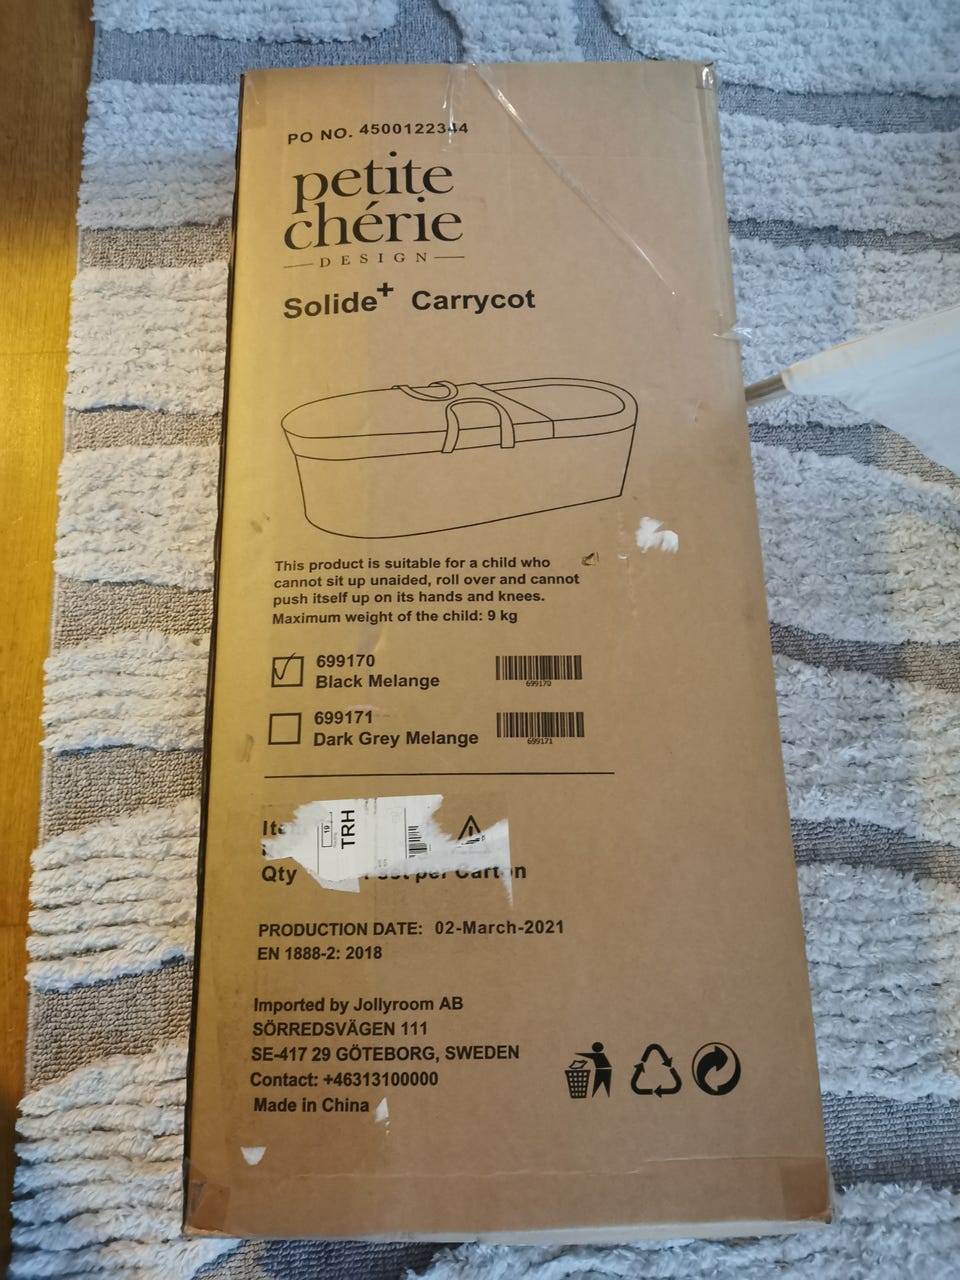 PO NO. 4500122344
petite
chérie
DESIGN
Solide+ Carrycot
This product is suitable for a child who
cannot sit up unaided, roll over and cannot
push itself up on its hands and knees.
Maximum weight of the child: 9 kg
699170
Black Melange
699170
699171
Dark Grey Melange
699171
19
TRH
Qty per Carton
PRODUCTION DATE: 02-March-2021
EN 1888-2: 2018
Imported by Jollyroom AB
SÖRREDSVÄGEN 111
SE-417 29 GÖTEBORG, SWEDEN
Contact: +46313100000
Made in China